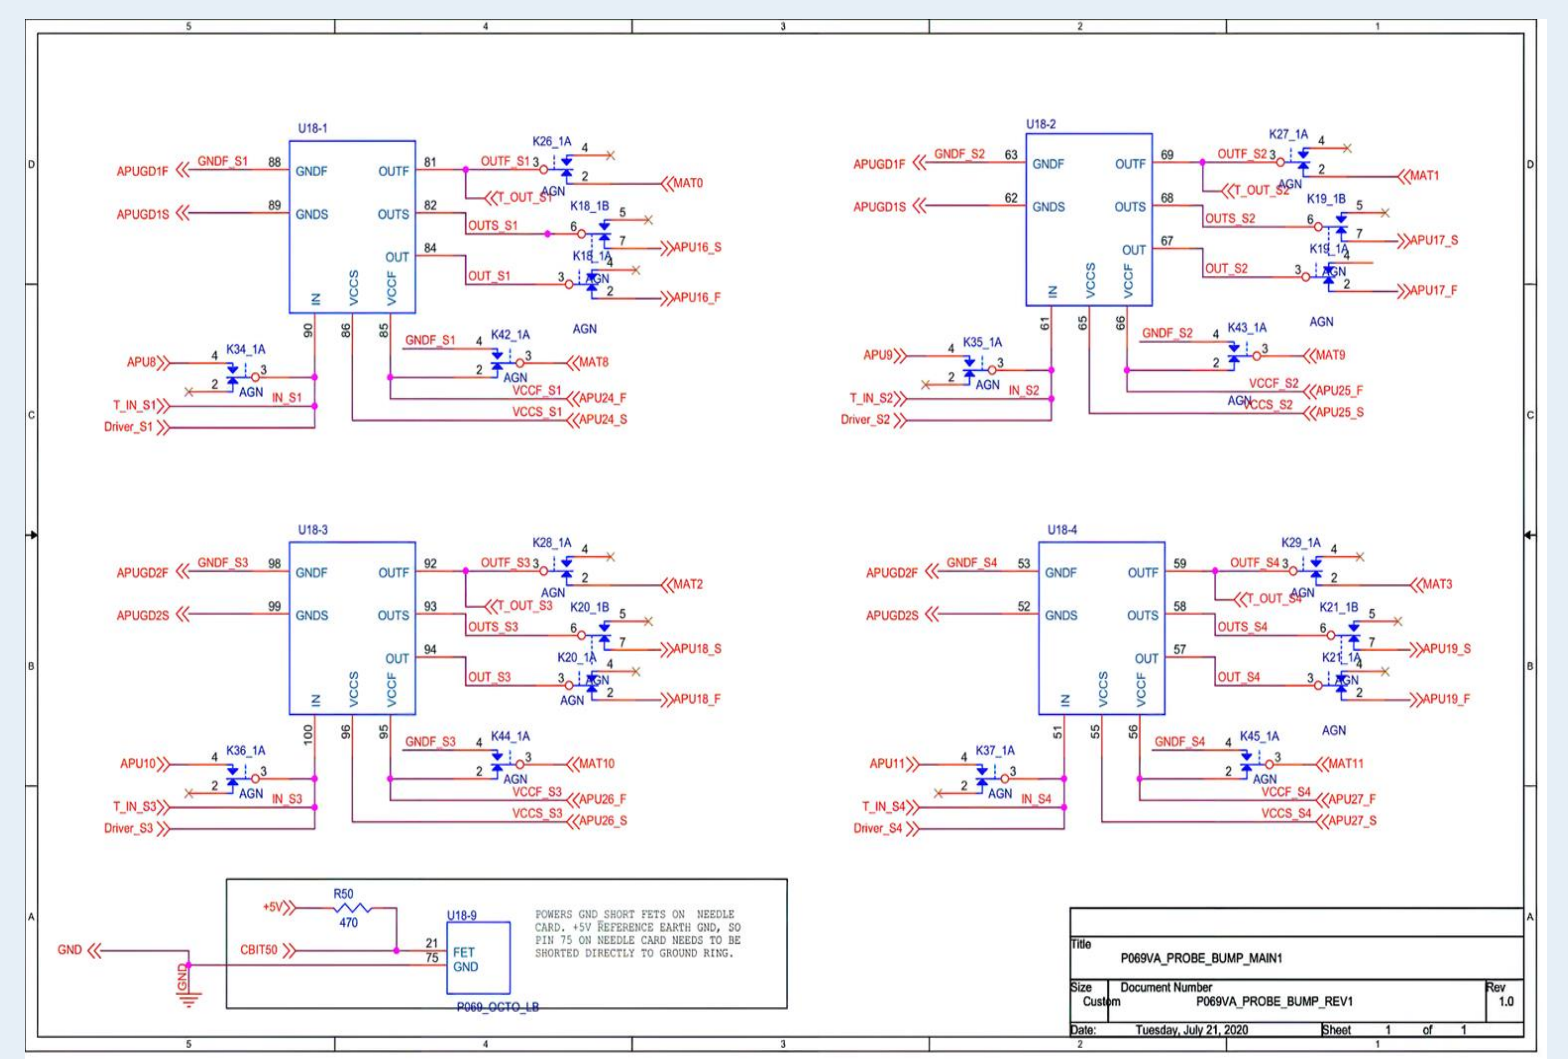 5 4 3 2 1
D D
U18-1
APUGD1F GNDF_S1 88 GNDF OUTF 81 OUTF_S1 3 K26_1A 4
2 MAT0
AGN
T_OUT_S1
APUGD1S 89 GNDS OUTS 82 OUTS_S1 6 K18_1B 5
7 APU16_S
OUT 84 OUT_S1 3 K18_1A 4
AGN
2 APU16_F
AGN
IN VCCS VCCF
90 86 85
APU8 4 K34_1A 3
2 AGN
GNDF_S1 4 K42_1A 3 MAT8
2 AGN
T_IN_S1 IN_S1
VCCF_S1 APU24_F
Driver_S1
VCCS_S1 APU24_S
U18-2
APUGD1F GNDF_S2 63 GNDF OUTF 69 OUTF_S2 3 K27_1A 4
2 MAT1
AGN
T_OUT_S2
APUGD1S 62 GNDS OUTS 68 OUTS_S2 6 K19_1B 5
7 APU17_S
OUT 67 OUT_S2 3 K19_1A 4
AGN
2 APU17_F
AGN
IN VCCS VCCF
61 65 66
APU9 4 K35_1A 3
2 AGN
GNDF_S2 4 K43_1A 3 MAT9
2
T_IN_S2 IN_S2
VCCF_S2 APU25_F
AGN
Driver_S2
VCCS_S2 APU25_S
C C
U18-3
APUGD2F GNDF_S3 98 GNDF OUTF 92 OUTF_S3 3 K28_1A 4
2 MAT2
AGN
T_OUT_S3
APUGD2S 99 GNDS OUTS 93 OUTS_S3 6 K20_1B 5
7 APU18_S
OUT 94 OUT_S3 3 K20_1A 4
AGN
2 APU18_F
AGN
IN VCCS VCCF
100 96 95
APU10 4 K36_1A 3
2 AGN
GNDF_S3 4 K44_1A 3 MAT10
2 AGN
T_IN_S3 IN_S3
VCCF_S3 APU26_F
Driver_S3
VCCS_S3 APU26_S
U18-4
APUGD2F GNDF_S4 53 GNDF OUTF 59 OUTF_S4 3 K29_1A 4
2 MAT3
AGN
T_OUT_S4
APUGD2S 52 GNDS OUTS 58 OUTS_S4 6 K21_1B 5
7 APU19_S
OUT 57 OUT_S4 3 K21_1A 4
AGN
2 APU19_F
AGN
IN VCCS VCCF
51 55 56
APU11 4 K37_1A 3
2 AGN
GNDF_S4 4 K45_1A 3 MAT11
2 AGN
T_IN_S4 IN_S4
VCCF_S4 APU27_F
Driver_S4
VCCS_S4 APU27_S
B B
+5V R50
470
U18-9
GND CBIT50 21 FET
75 GND
GND
P069_OCTO_LB
POWERS GND_SHORT FETS ON NEEDLE
CARD. +5V REFERENCE EARTH GND, SO
PIN 75 ON NEEDLE CARD NEEDS TO BE
SHORTED DIRECTLY TO GROUND RING.
A A
Title
P069VA_PROBE_BUMP_MAIN1
Size Document Number Rev
Custom P069VA_PROBE_BUMP_REV1 1.0
Date: Tuesday, July 21, 2020 Sheet 1 of 1
5 4 3 2 1